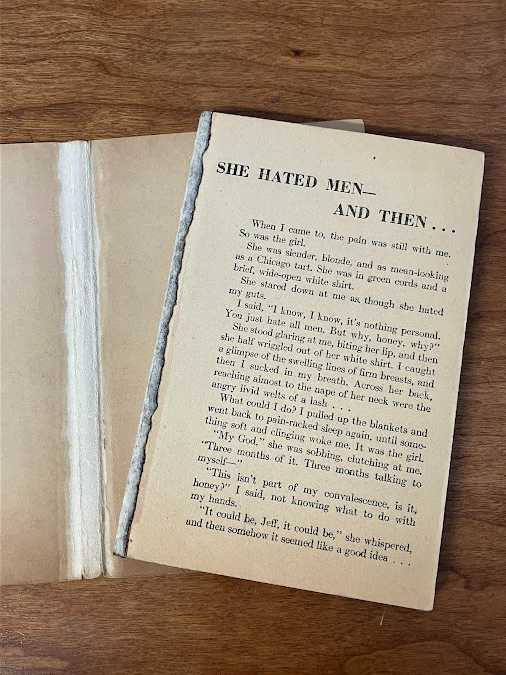 SHE HATED MEN—
AND THEN . . .
When I came to, the pain was still with me.
So was the girl.
She was slender, blonde, and as mean-looking
as a Chicago tart. She was in green cords and a
brief, wide-open white shirt.
She stared down at me as though she hated
my guts.
I said, "I know, I know, it's nothing personal.
You just hate all men. But why, honey, why?"
She stood glaring at me, biting her lip, and then
she half wriggled out of her white shirt. I caught
a glimpse of the swelling lines of firm breasts, and
then I sucked in my breath. Across her back,
reaching almost to the nape of her neck were the
angry livid welts of a lash . . . .
What could I do? I pulled up the blankets and
went back to pain-racked sleep again, until some-
thing soft and clinging woke me. It was the girl.
"My God," she was sobbing, clutching at me.
"Three months of it. Three months talking to
myself—"
"This isn't part of my convalescence, is it,
honey?" I said, not knowing what to do with
my hands.
"It could be, Jeff, it could be," she whispered,
and then somehow it seemed like a good idea . . .